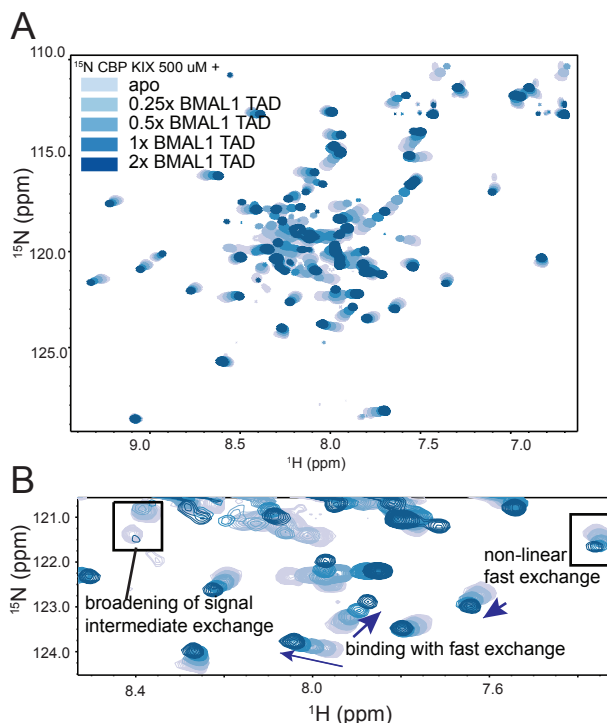 A
¹⁵N CBP KIX 500 uM +
apo
0.25x BMAL1 TAD
0.5x BMAL1 TAD
1x BMAL1 TAD
2x BMAL1 TAD
110.0
115.0
120.0
125.0
¹⁵N (ppm)
9.0 8.5 8.0 7.5 7.0
¹H (ppm)
B
121.0
122.0
123.0
124.0
¹⁵N (ppm)
broadening of signal
intermediate exchange
non-linear
fast exchange
binding with fast exchange
8.4 8.0 7.6
¹H (ppm)